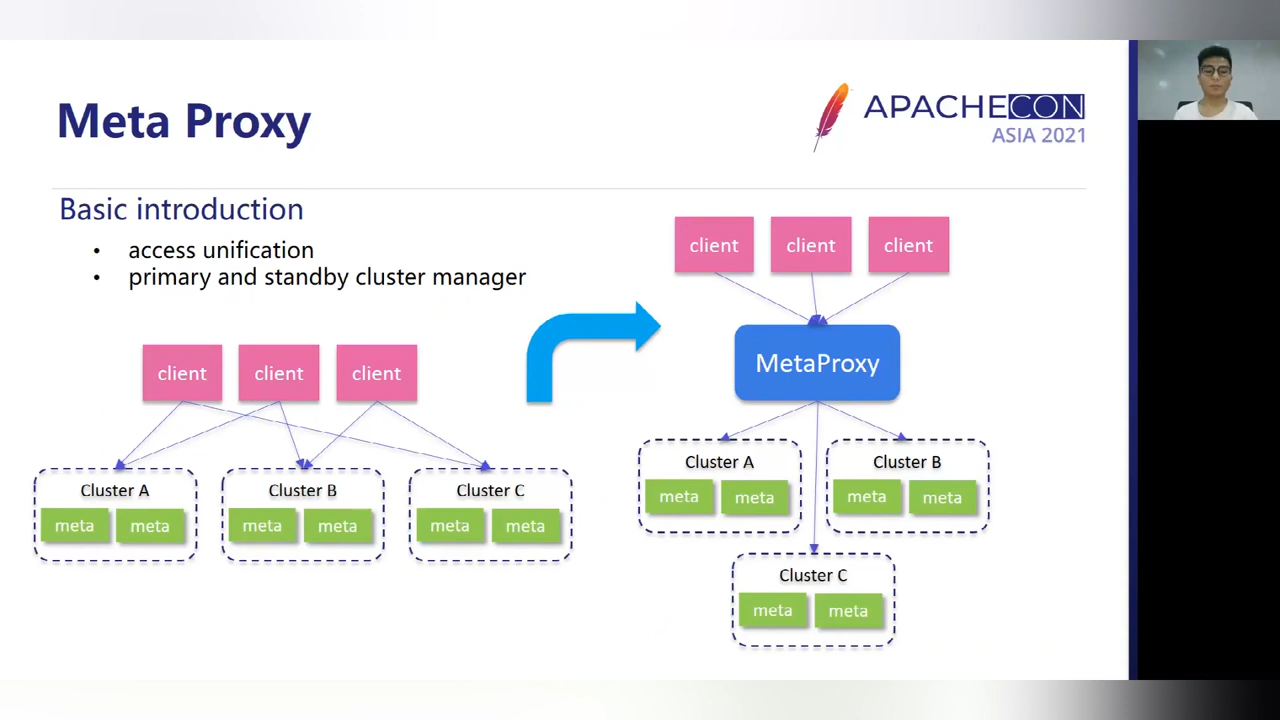 Meta Proxy
APACHECON
ASIA 2021
Basic introduction
• access unification
• primary and standby cluster manager
client client client
Cluster A Cluster B Cluster C
meta meta meta meta meta meta
client client client
MetaProxy
Cluster A Cluster B
meta meta meta meta
Cluster C
meta meta